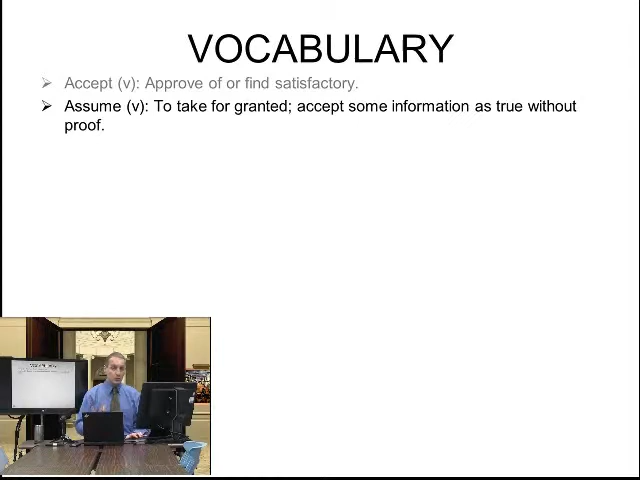 VOCABULARY
➢ Accept (v): Approve of or find satisfactory.
➢ Assume (v): To take for granted; accept some information as true without
proof.
VOCABULARY